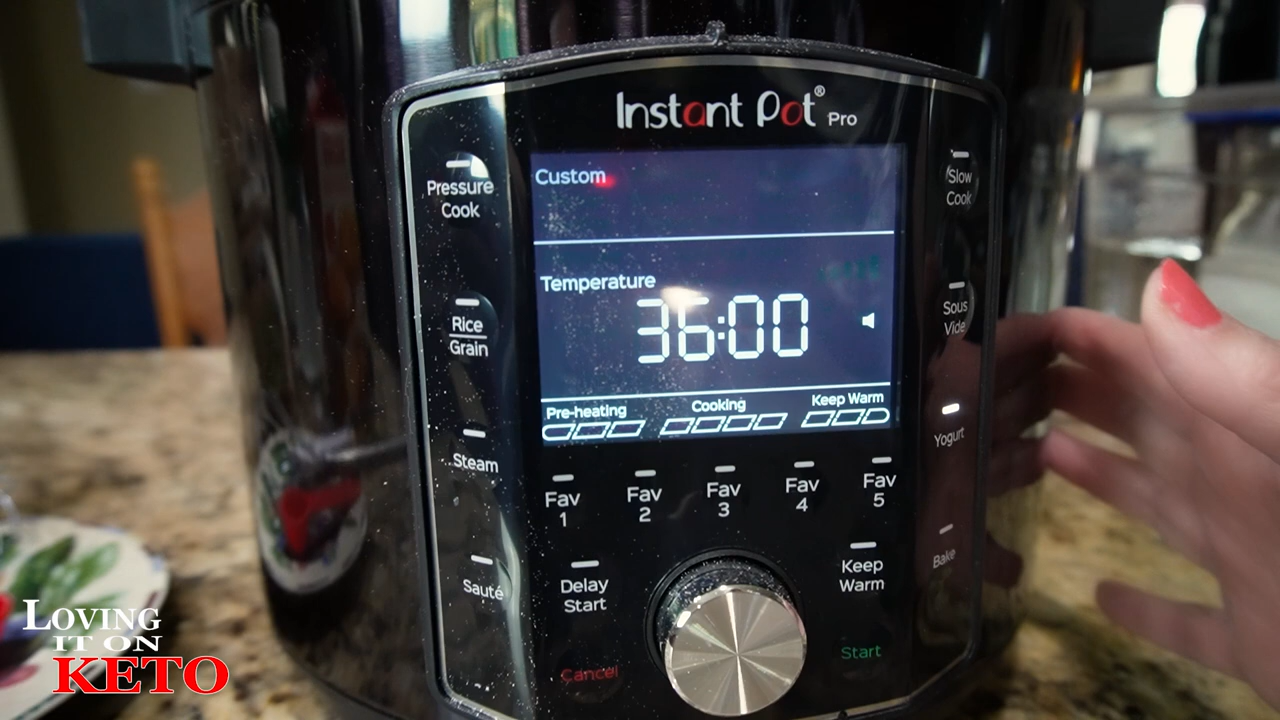 Instant Pot® Pro
Custom
Temperature
36:00
Pre-heating
Cooking
Keep Warm
Pressure
Cook
Rice
Grain
Steam
Sauté
Slow
Cook
Sous
Vide
Yogurt
Bake
Fav
1
Fav
2
Fav
3
Fav
4
Fav
5
Delay
Start
Keep
Warm
Cancel
Start
LOVING
IT ON
KETO